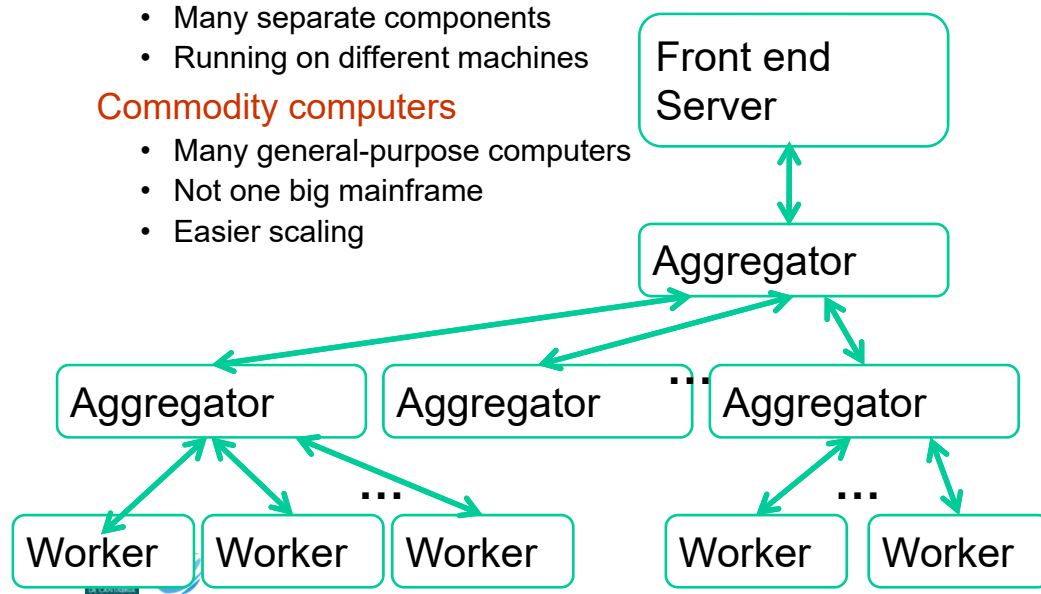 • Many separate components
• Running on different machines
Commodity computers
• Many general-purpose computers
• Not one big mainframe
• Easier scaling
Front end
Server
Aggregator
Aggregator
Aggregator
...
Aggregator
...
...
Worker
Worker
Worker
Worker
Worker